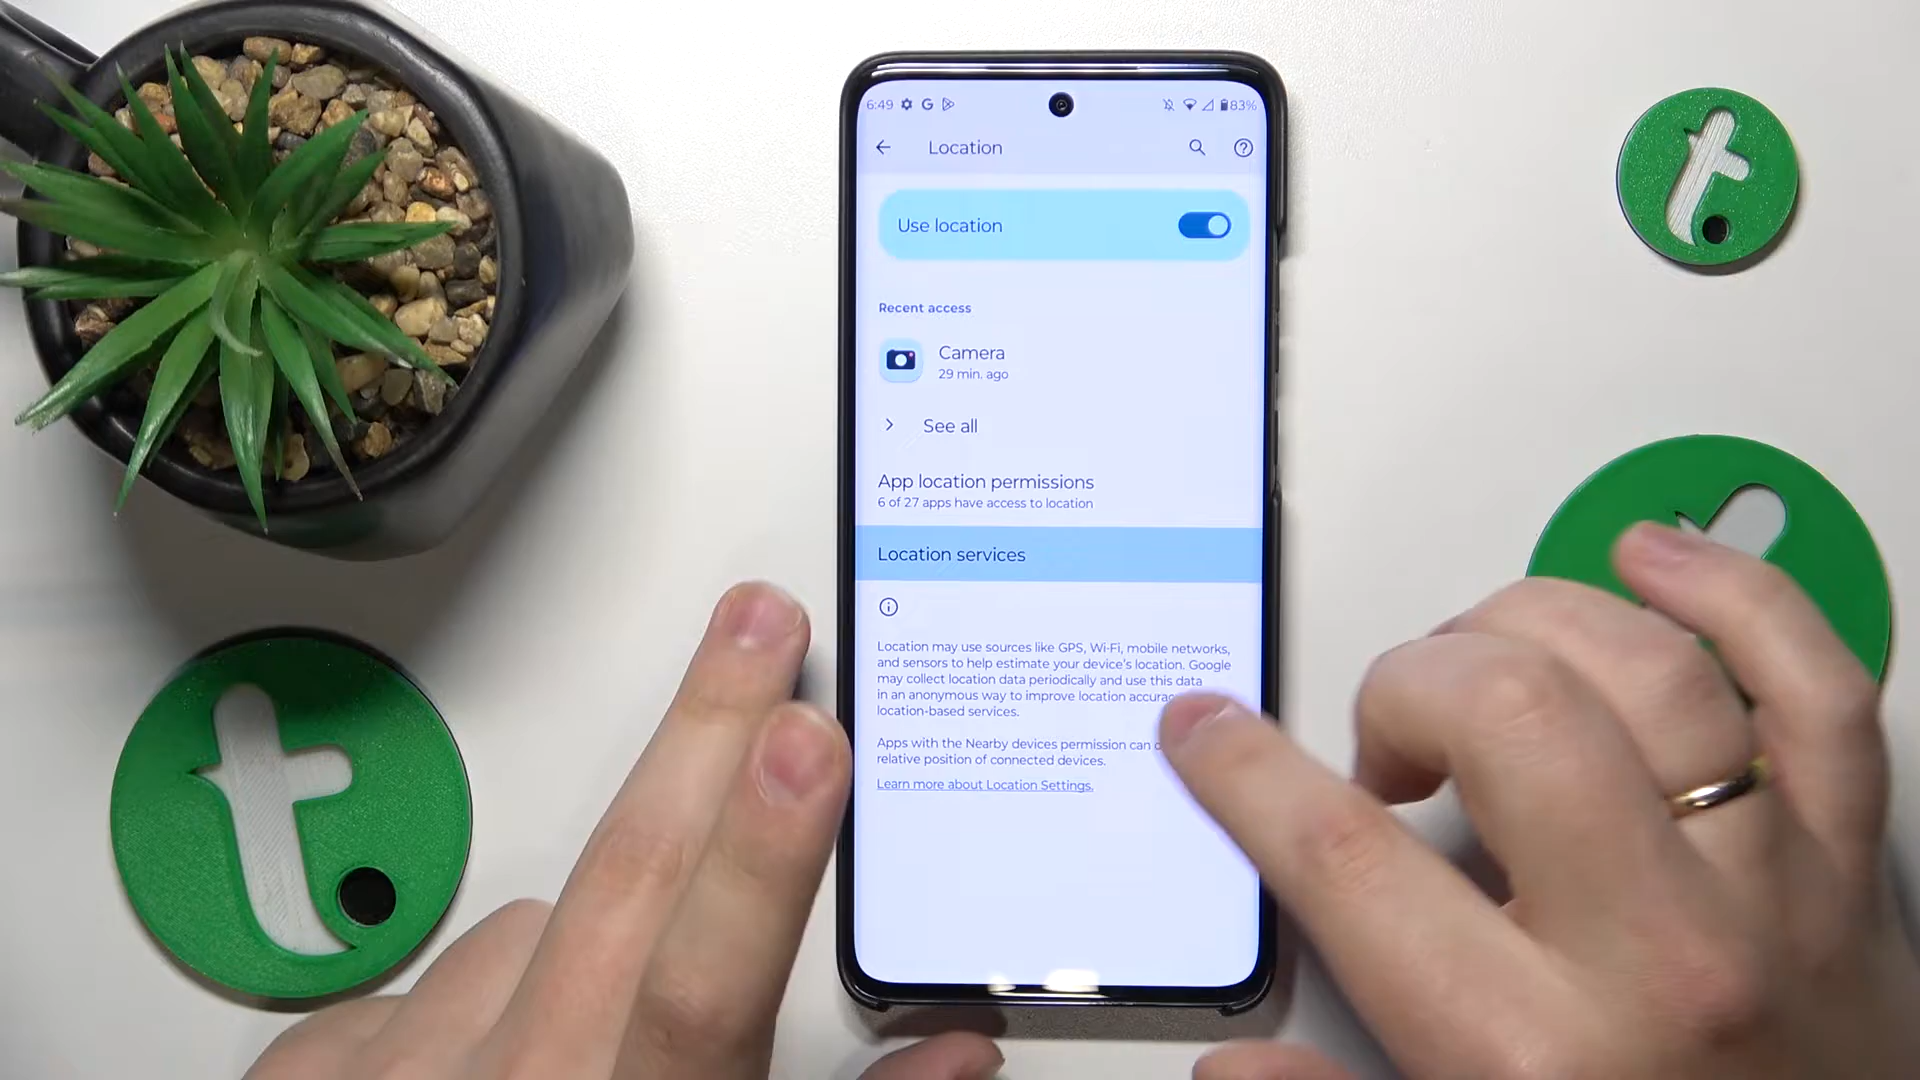 6:49 G 83%
Location
Use location
Recent access
Camera
29 min. ago
See all
App location permissions
6 of 27 apps have access to location
Location services
Location may use sources like GPS, Wi-Fi, mobile networks,
and sensors to help estimate your device's location. Google
may collect location data periodically and use this data
in an anonymous way to improve location
location-based services.
Apps with the Nearby devices permission can
relative position of connected devices.
Learn more about Location Settings.
t.
t.